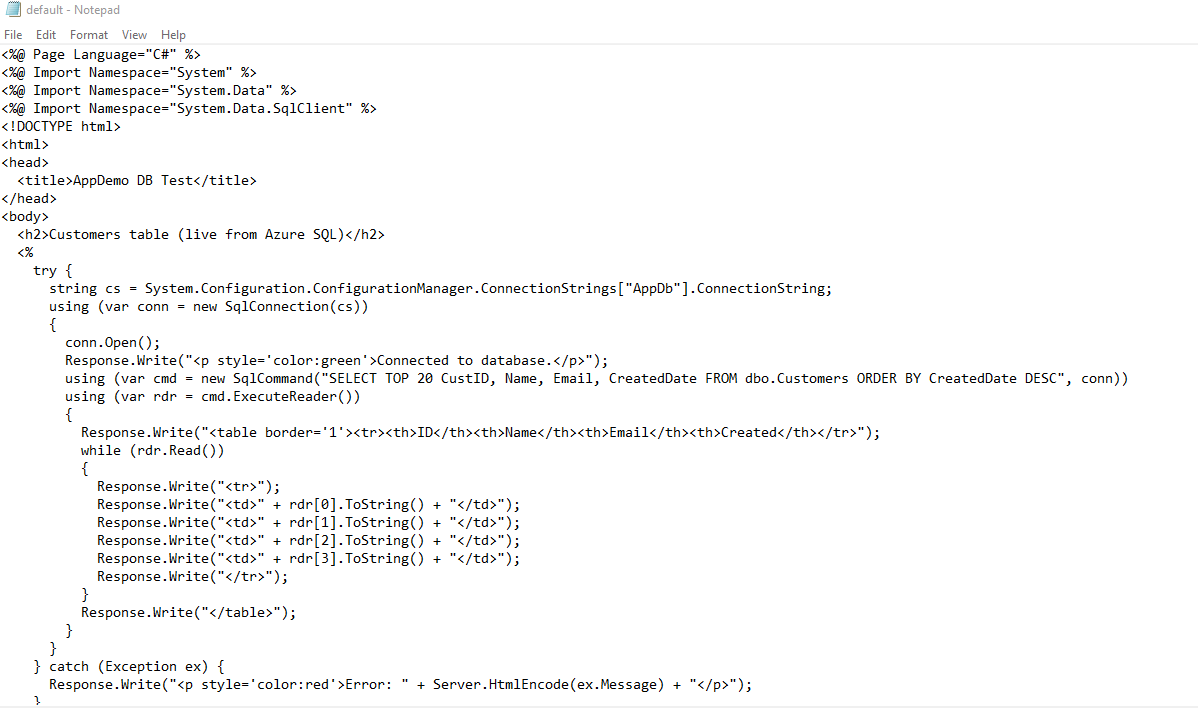 default - Notepad
File Edit Format View Help
<%@ Page Language="C#" %>
<%@ Import Namespace="System" %>
<%@ Import Namespace="System.Data" %>
<%@ Import Namespace="System.Data.SqlClient" %>
<!DOCTYPE html>
<html>
<head>
  <title>AppDemo DB Test</title>
</head>
<body>
  <h2>Customers table (live from Azure SQL)</h2>
  <%
    try {
      string cs = System.Configuration.ConfigurationManager.ConnectionStrings["AppDb"].ConnectionString;
      using (var conn = new SqlConnection(cs))
      {
        conn.Open();
        Response.Write("<p style='color:green'>Connected to database.</p>");
        using (var cmd = new SqlCommand("SELECT TOP 20 CustID, Name, Email, CreatedDate FROM dbo.Customers ORDER BY CreatedDate DESC", conn))
        using (var rdr = cmd.ExecuteReader())
        {
          Response.Write("<table border='1'><tr><th>ID</th><th>Name</th><th>Email</th><th>Created</th></tr>");
          while (rdr.Read())
          {
            Response.Write("<tr>");
            Response.Write("<td>" + rdr[0].ToString() + "</td>");
            Response.Write("<td>" + rdr[1].ToString() + "</td>");
            Response.Write("<td>" + rdr[2].ToString() + "</td>");
            Response.Write("<td>" + rdr[3].ToString() + "</td>");
            Response.Write("</tr>");
          }
          Response.Write("</table>");
        }
      }
    } catch (Exception ex) {
      Response.Write("<p style='color:red'>Error: " + Server.HtmlEncode(ex.Message) + "</p>");
    }